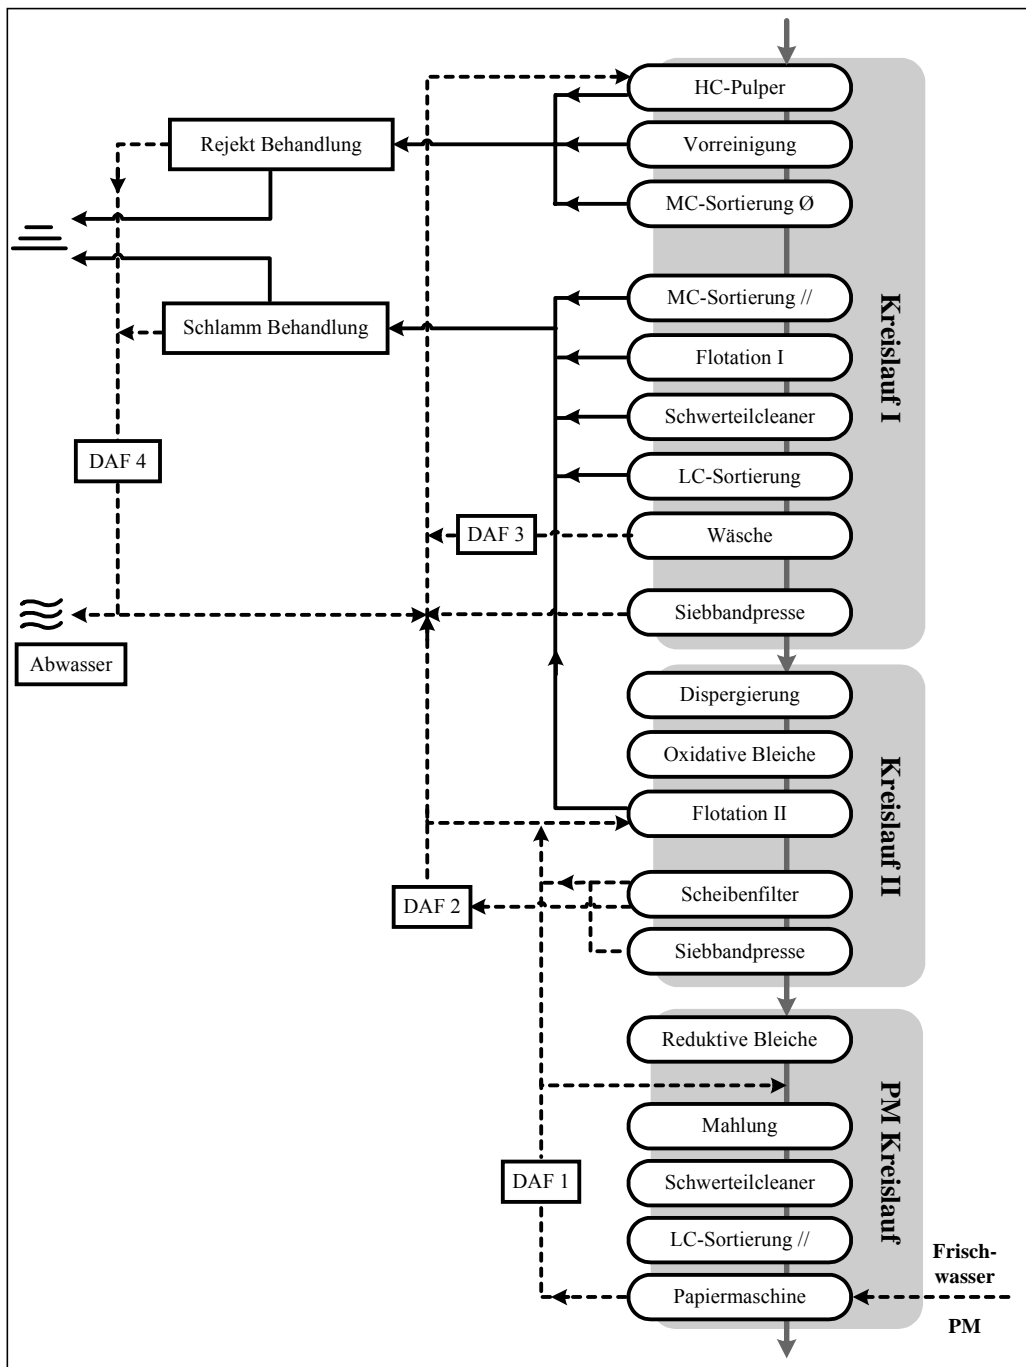 HC-Pulper
Rejekt Behandlung
Vorreinigung
MC-Sortierung Ø
MC-Sortierung //
Schlamm Behandlung
Flotation I
Kreislauf I
Schwerteilcleaner
DAF 4
LC-Sortierung
DAF 3
Wäsche
Siebbandpresse
Abwasser
Dispergierung
Oxidative Bleiche
Flotation II
Kreislauf II
Scheibenfilter
DAF 2
Siebbandpresse
Reduktive Bleiche
Mahlung
PM Kreislauf
DAF 1
Schwerteilcleaner
LC-Sortierung //
Frisch-
wasser
Papiermaschine
PM